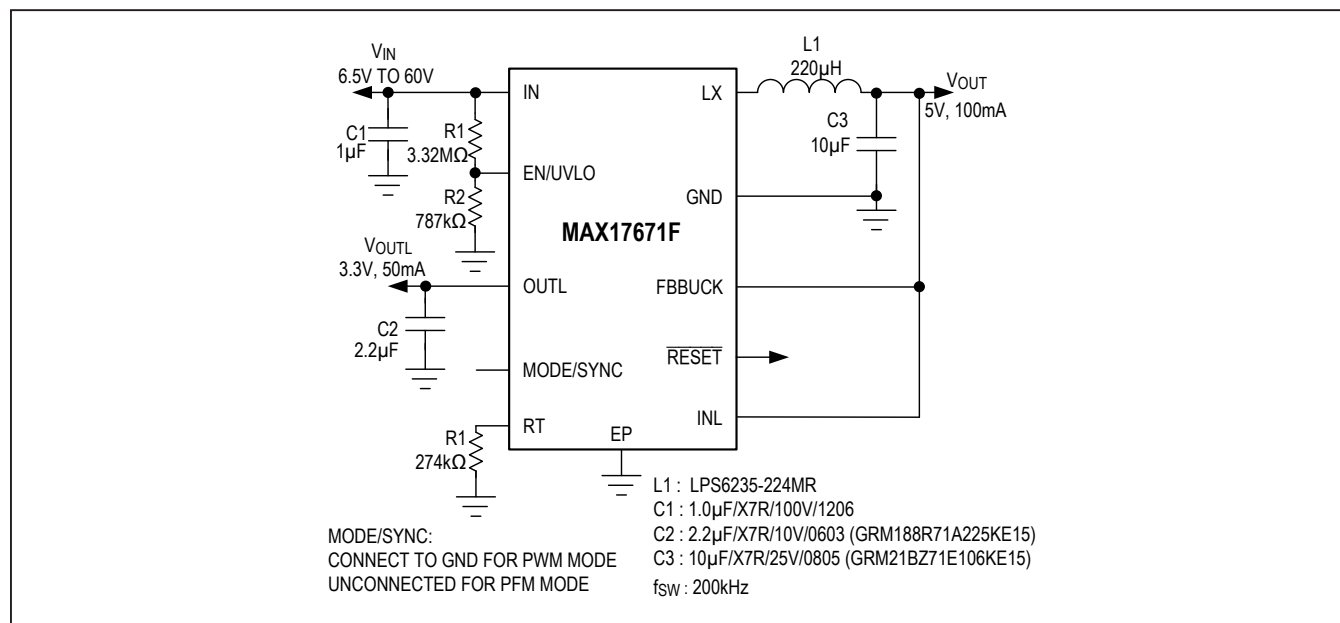 VIN
6.5V TO 60V
C1
1µF
R1
3.32MΩ
R2
787kΩ
VOUTL
3.3V, 50mA
C2
2.2µF
R1
274kΩ
IN
EN/UVLO
OUTL
MODE/SYNC
RT
EP
MAX17671F
LX
GND
FBBUCK
RESET
INL
L1
220µH
C3
10µF
VOUT
5V, 100mA
MODE/SYNC:
CONNECT TO GND FOR PWM MODE
UNCONNECTED FOR PFM MODE
L1 : LPS6235-224MR
C1 : 1.0µF/X7R/100V/1206
C2 : 2.2µF/X7R/10V/0603 (GRM188R71A225KE15)
C3 : 10µF/X7R/25V/0805 (GRM21BZ71E106KE15)
fSW : 200kHz